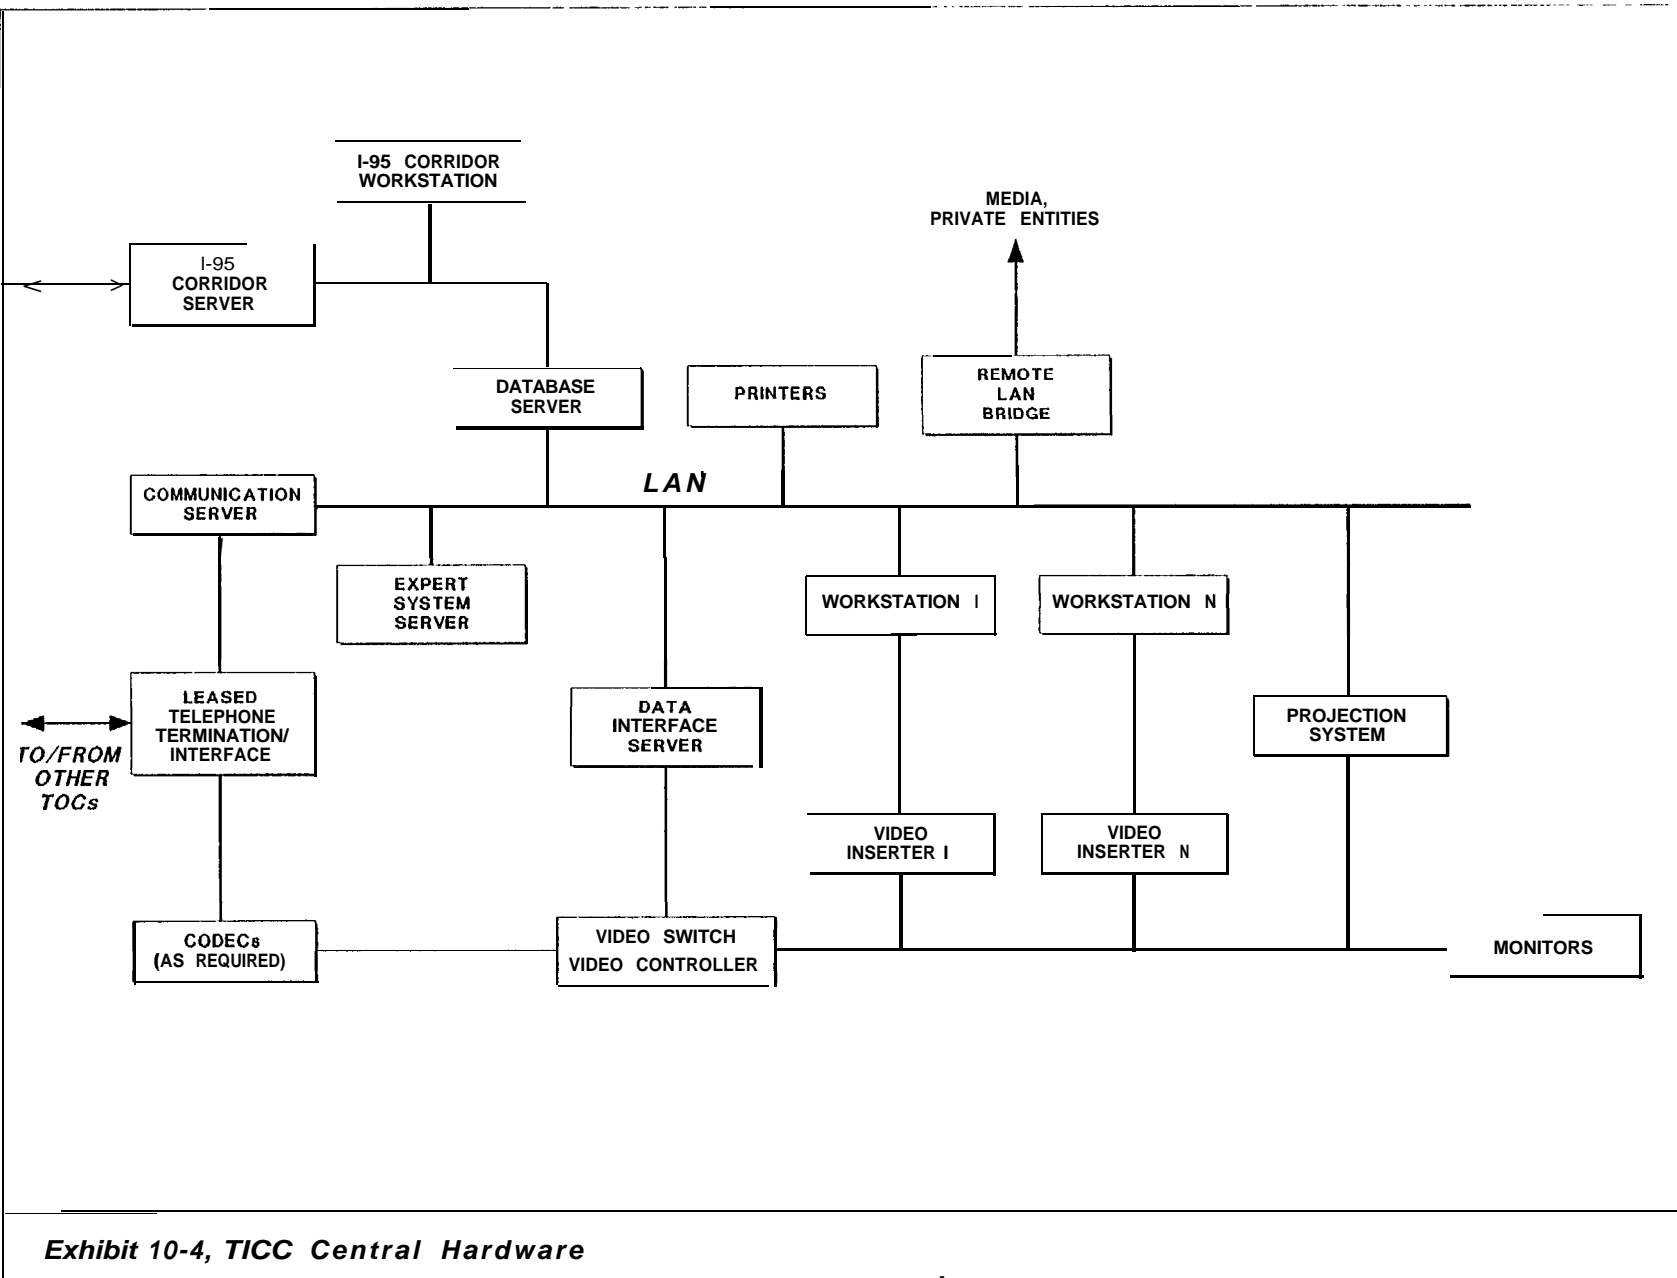 I-95 CORRIDOR
WORKSTATION
MEDIA,
PRIVATE ENTITIES
I-95
CORRIDOR
SERVER
DATABASE
SERVER
PRINTERS
REMOTE
LAN
BRIDGE
LAN
COMMUNICATION
SERVER
EXPERT
SYSTEM
SERVER
WORKSTATION I
WORKSTATION N
LEASED
TELEPHONE
TERMINATION/
INTERFACE
TO/FROM
OTHER
TOCs
DATA
INTERFACE
SERVER
PROJECTION
SYSTEM
VIDEO
INSERTER I
VIDEO
INSERTER N
CODECs
(AS REQUIRED)
VIDEO SWITCH
VIDEO CONTROLLER
MONITORS
Exhibit 10-4, TICC Central Hardware